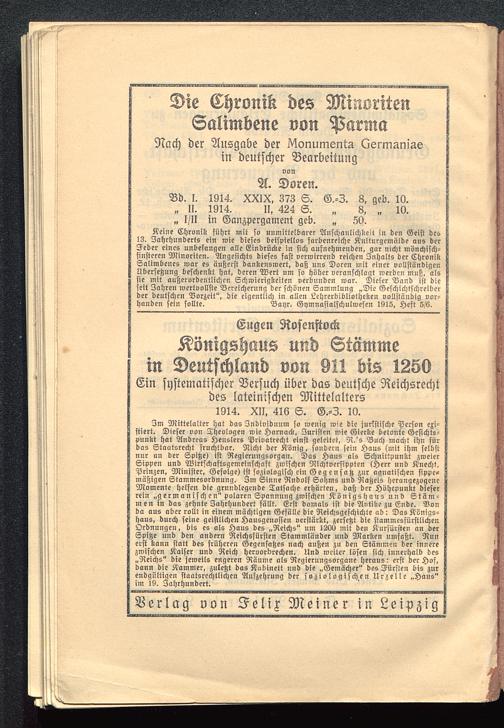 Die Chronik des Minoriten
Salimbene von Parma
Nach der Ausgabe der Monumenta Germaniae
in deutscher Bearbeitung
von
A. Doren.
Bd. I. 1914. XXIX, 373 S. G.=Z. 8, geb. 10.
„ II. 1914. II, 424 S. „ 8, „ 10.
„ I/II in Ganzpergament geb. „ 50.
Keine Chronik führt mit so unmittelbarer Anschaulichkeit in den Geist des
13. Jahrhunderts ein wie dieses beispiellos farbenreiche Kulturgemälde aus der
Feder eines unbefangen alle Eindrücke in sich aufnehmenden, gar nicht mönchisch=
finsteren Minoriten. Angesichts dieses fast verwirrend reichen Inhalts der Chronik
Salimbenes war es äußerst dankenswert, daß uns Doren mit einer vollständigen
Übersetzung beschenkt hat, deren Wert um so höher veranschlagt werden muß, als
sie mit außerordentlichen Schwierigkeiten verbunden war. Dieser Band ist die
seit Jahren wertvollste Bereicherung der schönen Sammlung „Die Geschichtschreiber
der deutschen Vorzeit“, die eigentlich in allen Lehrerbibliotheken vollständig vor=
handen sein sollte. Bayr. Gymnasialschulwesen 1915, Heft 5/6.
Eugen Rosenstock
Königshaus und Stämme
in Deutschland von 911 bis 1250
Ein systematischer Versuch über das deutsche Reichsrecht
des lateinischen Mittelalters
1914. XII, 416 S. G.=Z. 10.
Im Mittelalter hat das Individuum so wenig wie die juristische Person exi=
stiert. Dieser von Theologen wie Harnack, Juristen wie Gierke betonte Gesichts=
punkt hat Andreas Heuslers Privatrecht einst geleitet, R.'s Buch macht ihn für
das Staatsrecht fruchtbar. Nicht der König, sondern sein Haus (mit ihm selbst
nur an der Spitze) ist Regierungsorgan. Das Haus als Schnittpunkt zweier
Sippen und Wirtschaftsgemeinschaft zwischen Nichtversippten (Herr und Knecht,
Prinzen, Minister, Gefolge) ist soziologisch ein Gegensatz zur agnatischen sippe=
mäßigen Stammesordnung. Im Sinne Rudolf Sohms und Ratzels herangezogene
Momente helfen die grundlegende Tatsache erhärten, daß der Höhepunkt dieser
rein „germanischen“ polaren Spannung zwischen Königshaus und Stäm=
men in das zehnte Jahrhundert fällt. Erst damals ist die Antike zu Ende. Von
da aus aber rollt in einem mächtigen Gefälle die Reichsgeschichte ab: Das Königs=
haus, durch seine geistlichen Hausgenossen verstärkt, zersetzt die stammesfürstlichen
Ordnungen, bis es als Haus des „Reichs“ um 1200 mit den Kurfürsten an der
Spitze und den andern Reichsfürsten Stammländer und Marken umfaßt. Nun
erst kann statt des früheren Gegensatzes nach außen zu den Stämmen der innere
zwischen Kaiser und Reich hervorbrechen. Und weiter lösen sich innerhalb des
„Reichs“ die jeweils engeren Räume als Regierungsorgane heraus: erst der Hof,
dann die Kammer, zuletzt das Kabinett und die „Gemächer“ des Fürsten bis zur
endgültigen staatsrechtlichen Aufzehrung der soziologischen Urzelle „Haus“
im 19. Jahrhundert.
Verlag von Felix Meiner in Leipzig